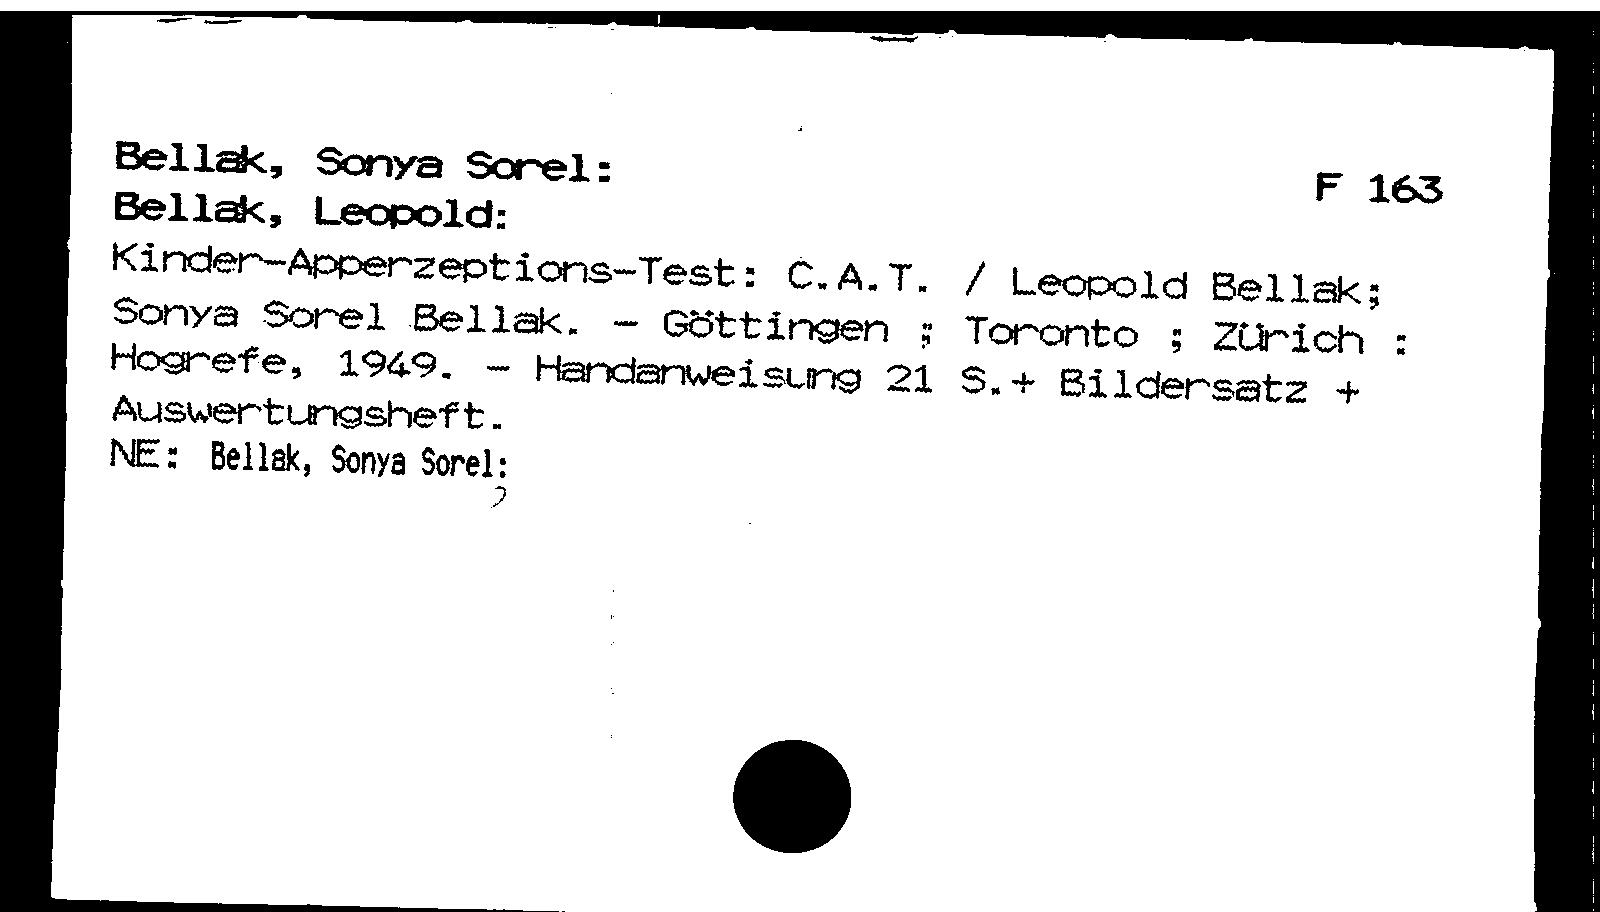 Bellak, Sonya Sorel:
F 163
Bellak, Leopold:
Kinder-Apperzeptions-Test: C.A.T. / Leopold Bellak;
Sonya Sorel Bellak. - Göttingen ; Toronto ; Zürich :
Hogrefe, 1949. - Handanweisung 21 S.+ Bildersatz +
Auswertungsheft.
NE: Bellak, Sonya Sorel: